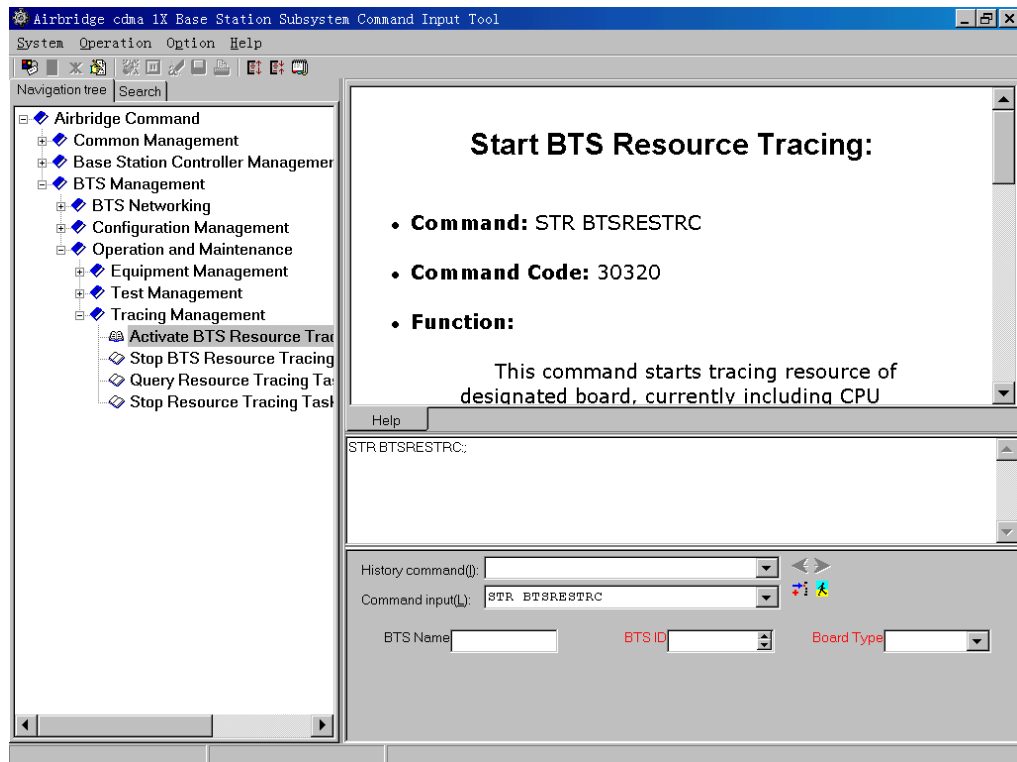 Airbridge cdma 1X Base Station Subsystem Command Input Tool
System Operation Option Help
Navigation tree Search
Airbridge Command
Common Management
Base Station Controller Managemer
BTS Management
BTS Networking
Configuration Management
Operation and Maintenance
Equipment Management
Test Management
Tracing Management
Activate BTS Resource Trac
Stop BTS Resource Tracing
Query Resource Tracing Ta
Stop Resource Tracing Task
Start BTS Resource Tracing:
• Command: STR BTSRESTRC
• Command Code: 30320
• Function:
This command starts tracing resource of
designated board, currently including CPU
Help
STR BTSRESTRC:;
History command(I):
Command input(L): STR BTSRESTRC
BTS Name BTS ID Board Type